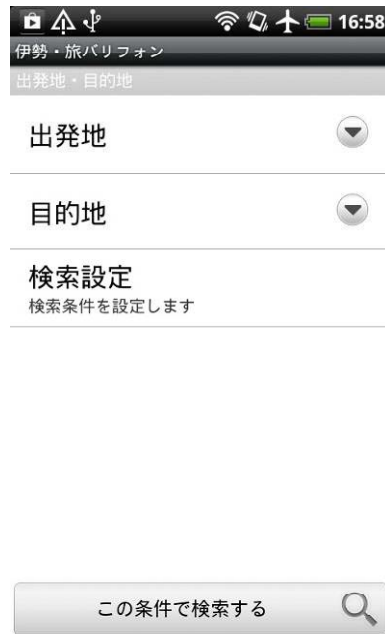 16:58
伊勢・旅バリフォン
出発地・目的地
出発地
目的地
検索設定
検索条件を設定します
この条件で検索する